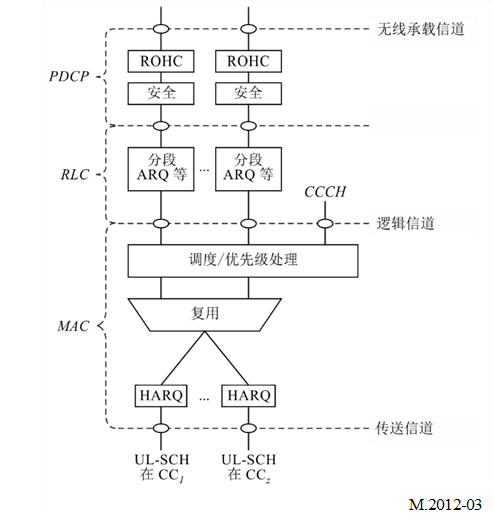 无线承载信道
ROHC ROHC
PDCP
安全 安全
分段 ARQ 等 ... 分段 ARQ 等
RLC
CCCH
逻辑信道
调度/优先级处理
MAC
复用
HARQ ... HARQ
传送信道
UL-SCH UL-SCH
在 CC1 在 CCz
M.2012-03